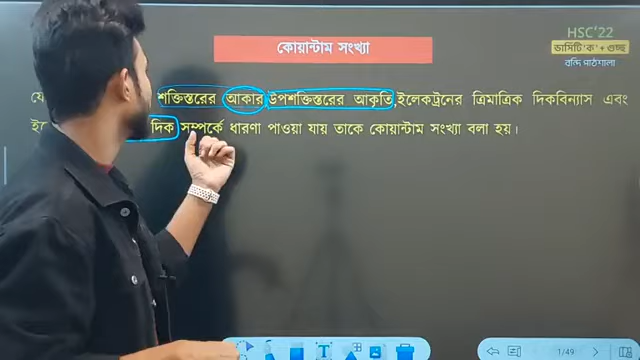 HSC'22
ভার্সিটি 'ক' + গুচ্ছ
বন্দি পাঠশালা
কোয়ান্টাম সংখ্যা
শক্তিস্তরের আকার, উপশক্তিস্তরের আকৃতি, ইলেকট্রনের ত্রিমাত্রিক দিকবিন্যাস এবং
দিক সম্পর্কে ধারণা পাওয়া যায় তাকে কোয়ান্টাম সংখ্যা বলা হয়।
1/49